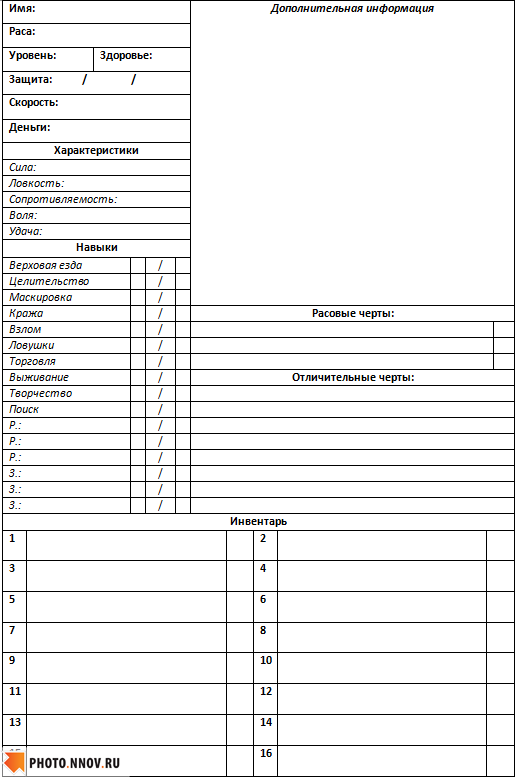 Имя:
Дополнительная информация
Раса:
Уровень:
Здоровье:
Защита: / /
Скорость:
Деньги:
Характеристики
Сила:
Ловкость:
Сопротивляемость:
Воля:
Удача:
Навыки
Верховая езда /
Целительство /
Маскировка /
Кража /
Взлом /
Ловушки /
Торговля /
Выживание /
Творчество /
Поиск /
Р.: /
Р.: /
Р.: /
З.: /
З.: /
З.: /
Расовые черты:
Отличительные черты:
Инвентарь
1 2
3 4
5 6
7 8
9 10
11 12
13 14
16
PHOTO.NNOV.RU